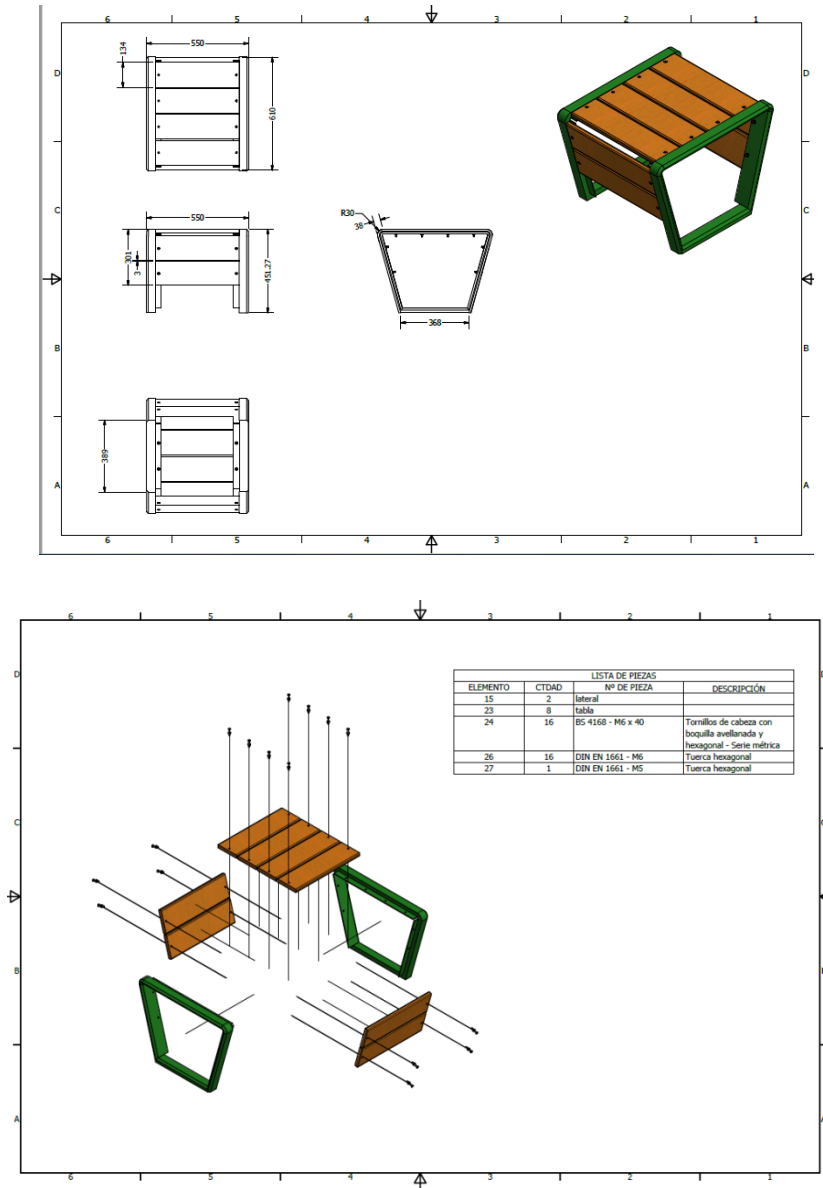 6 5 4 3 2 1
D D
134
550
610
C C
R30
38
550
301
3
451.27
368
B B
389
A A
6 5 4 3 2 1
6 5 4 3 2 1
D
LISTA DE PIEZAS
ELEMENTO CTDAD Nº DE PIEZA DESCRIPCIÓN
15 2 lateral
23 8 tabla
24 16 BS 4168 - M6 x 40 Tornillos de cabeza con
boquilla avellanada y
hexagonal - Serie métrica
26 16 DIN EN 1661 - M6 Tuerca hexagonal
27 1 DIN EN 1661 - M5 Tuerca hexagonal
C
B
A
6 5 4 3 2 1